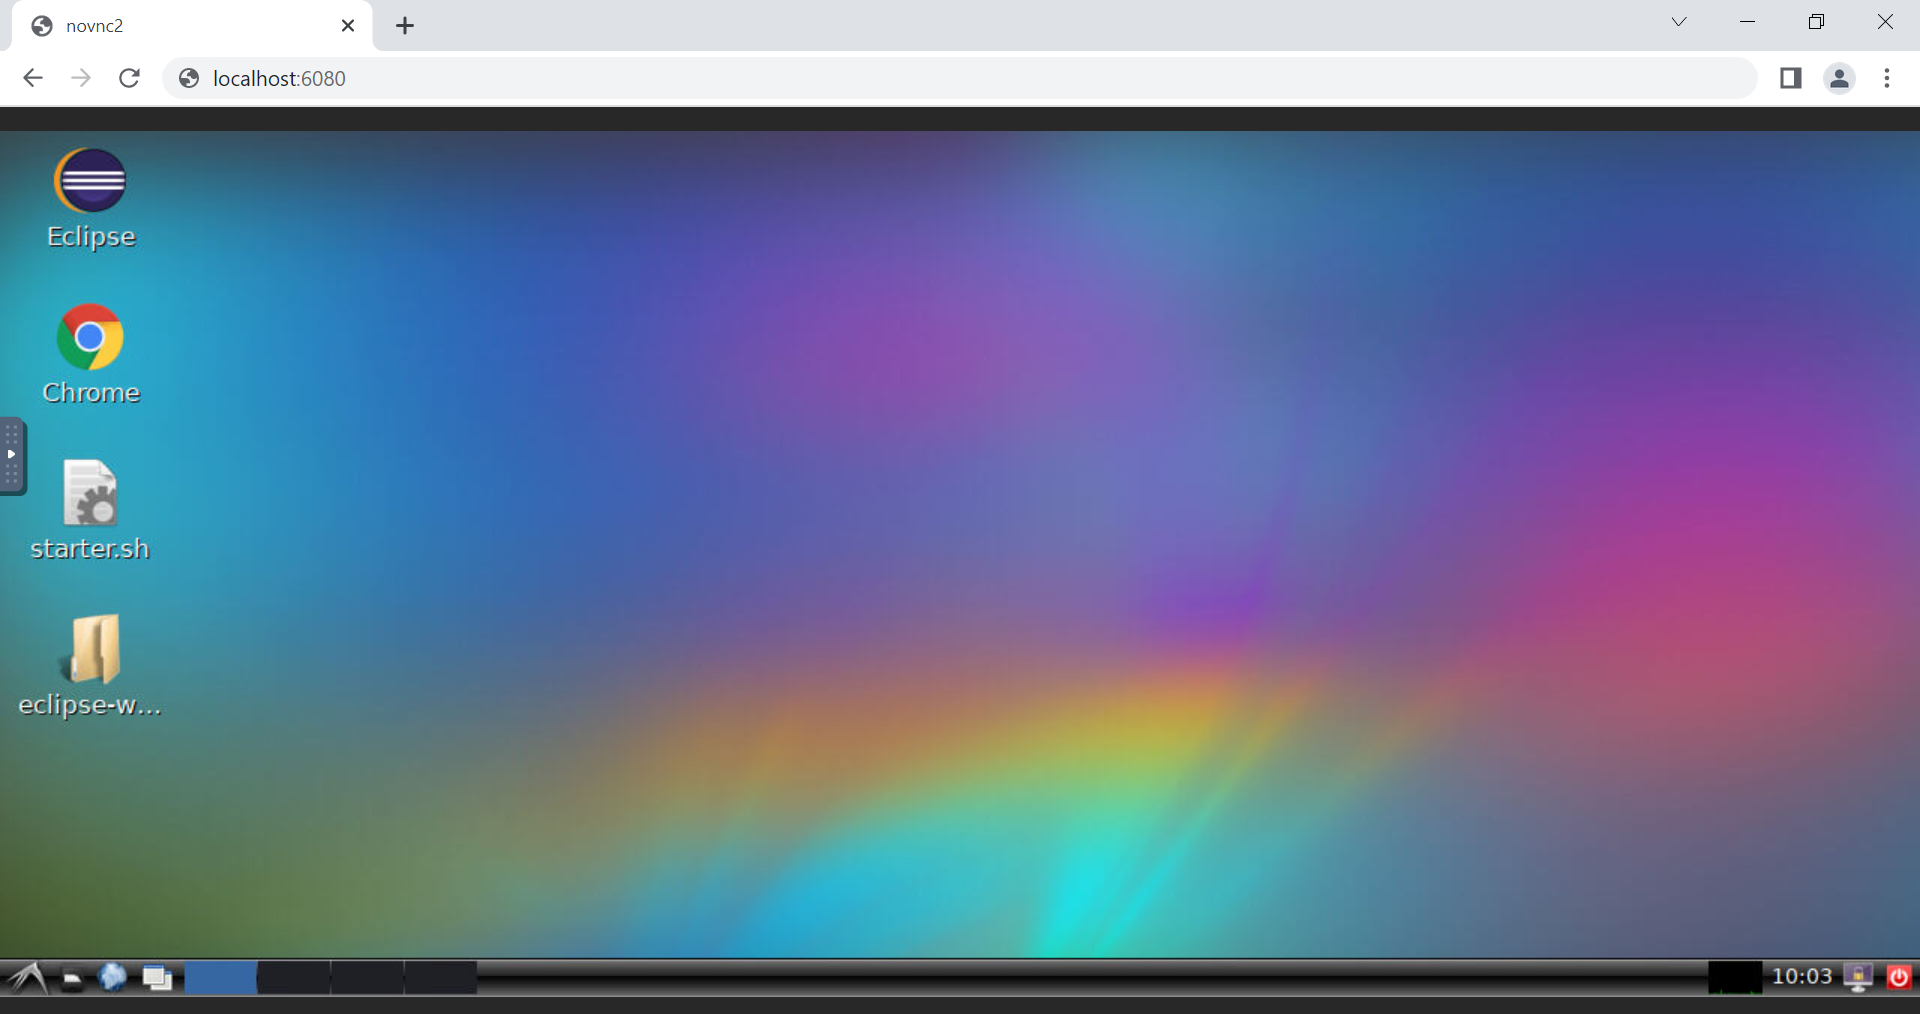 novnc2
localhost:6080
Eclipse
Chrome
starter.sh
eclipse-w...
10:03